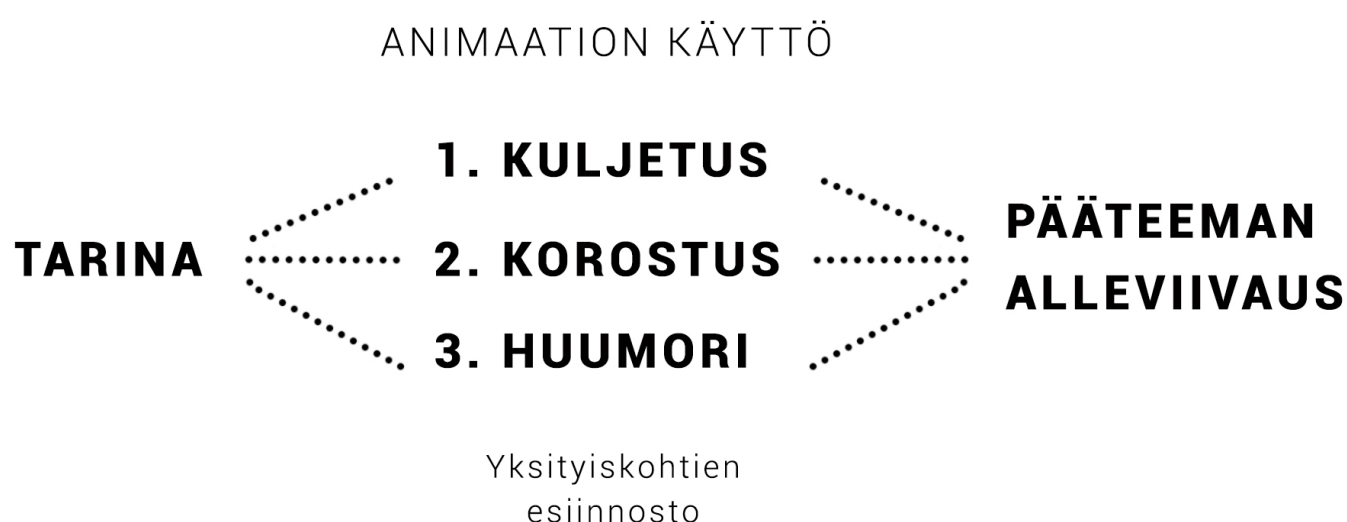 ANIMAATION KÄYTTÖ
1. KULJETUS
TARINA
2. KOROSTUS
3. HUUMORI
PÄÄTEEMAN
ALLEVIIVAUS
Yksityiskohtien
esiinnosto